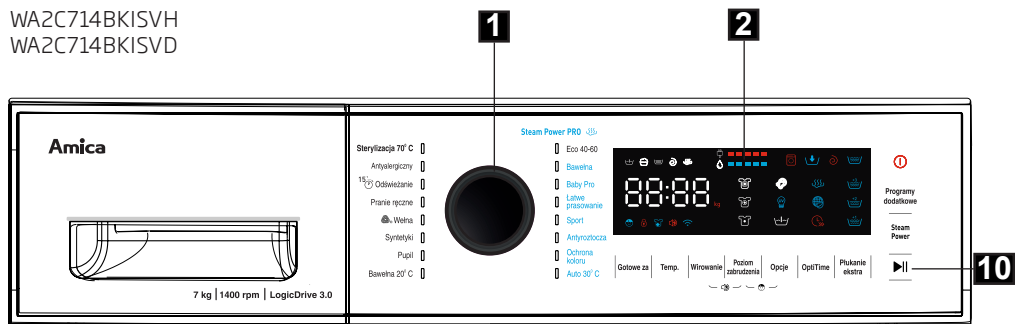 WA2C714BKISVH
WA2C714BKISVD
1
2
Amica
7 kg | 1400 rpm | LogicDrive 3.0
Steam Power PRO
Sterylizacja 70° C
Antyalergiczny
15' Odświeżanie
Pranie ręczne
Wełna
Syntetyki
Pupil
Bawełna 20° C
Eco 40-60
Bawełna
Baby Pro
Łatwe
prasowanie
Sport
Antyroztocza
Ochrona
koloru
Auto 30° C
88:88
kg
Gotowe za
Temp.
Wirowanie
Poziom
zabrudzenia
Opcje
OptiTime
Płukanie
ekstra
Programy
dodatkowe
Steam
Power
10